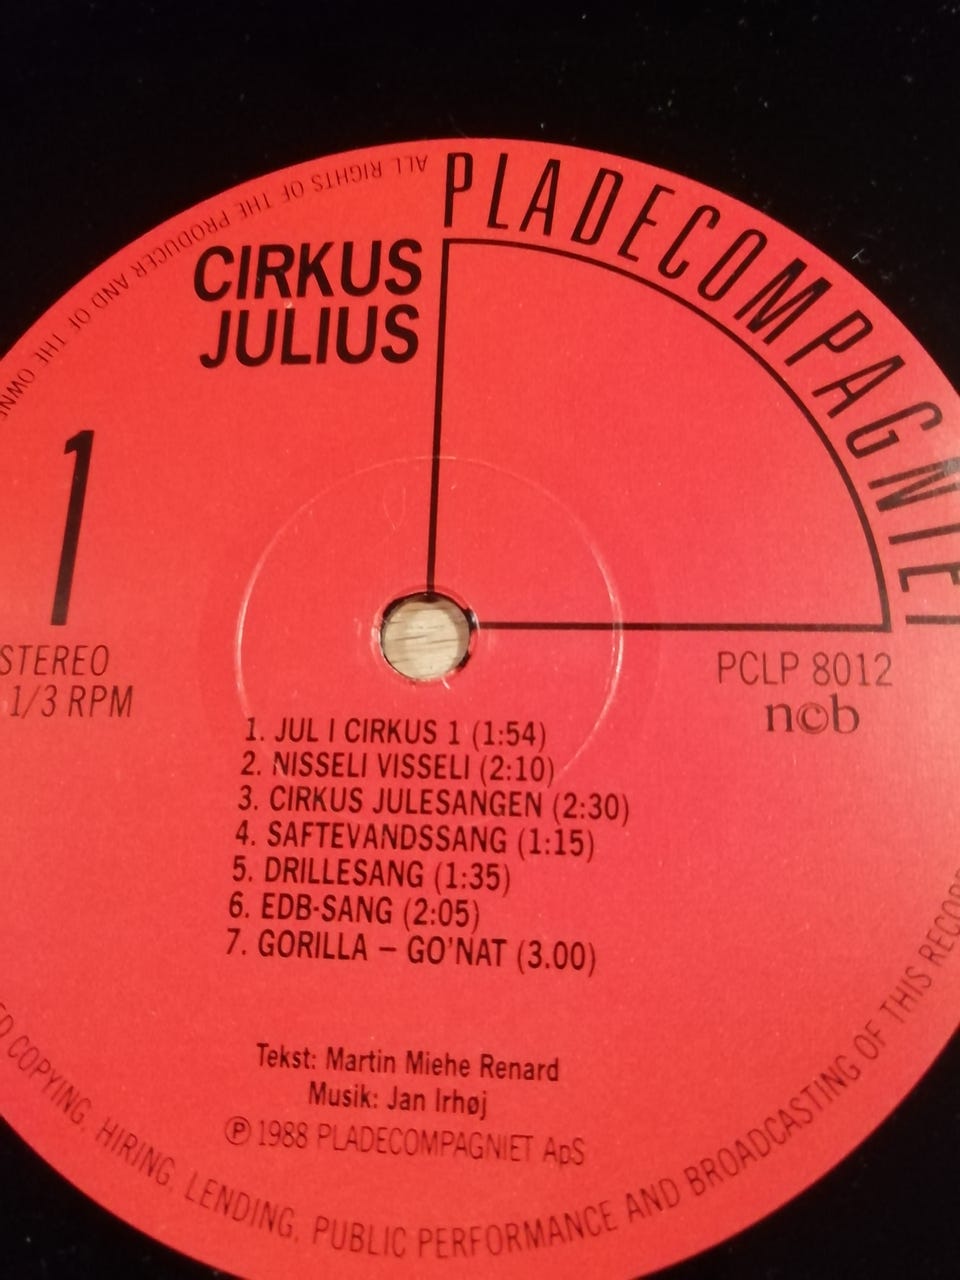 PLADECOMPAGNIET
CIRKUS
JULIUS
1
STEREO
1/3 RPM
PCLP 8012
n©b
1. JUL I CIRKUS 1 (1:54)
2. NISSELI VISSELI (2:10)
3. CIRKUS JULESANGEN (2:30)
4. SAFTEVANDSSANG (1:15)
5. DRILLESANG (1:35)
6. EDB-SANG (2:05)
7. GORILLA – GO'NAT (3.00)
Tekst: Martin Miehe Renard
Musik: Jan Irhøj
℗ 1988 PLADECOMPAGNIET ApS
ALL RIGHTS OF THE PRODUCER AND OF THE
COPYING, HIRING, LENDING, PUBLIC PERFORMANCE AND BROADCASTING OF THIS